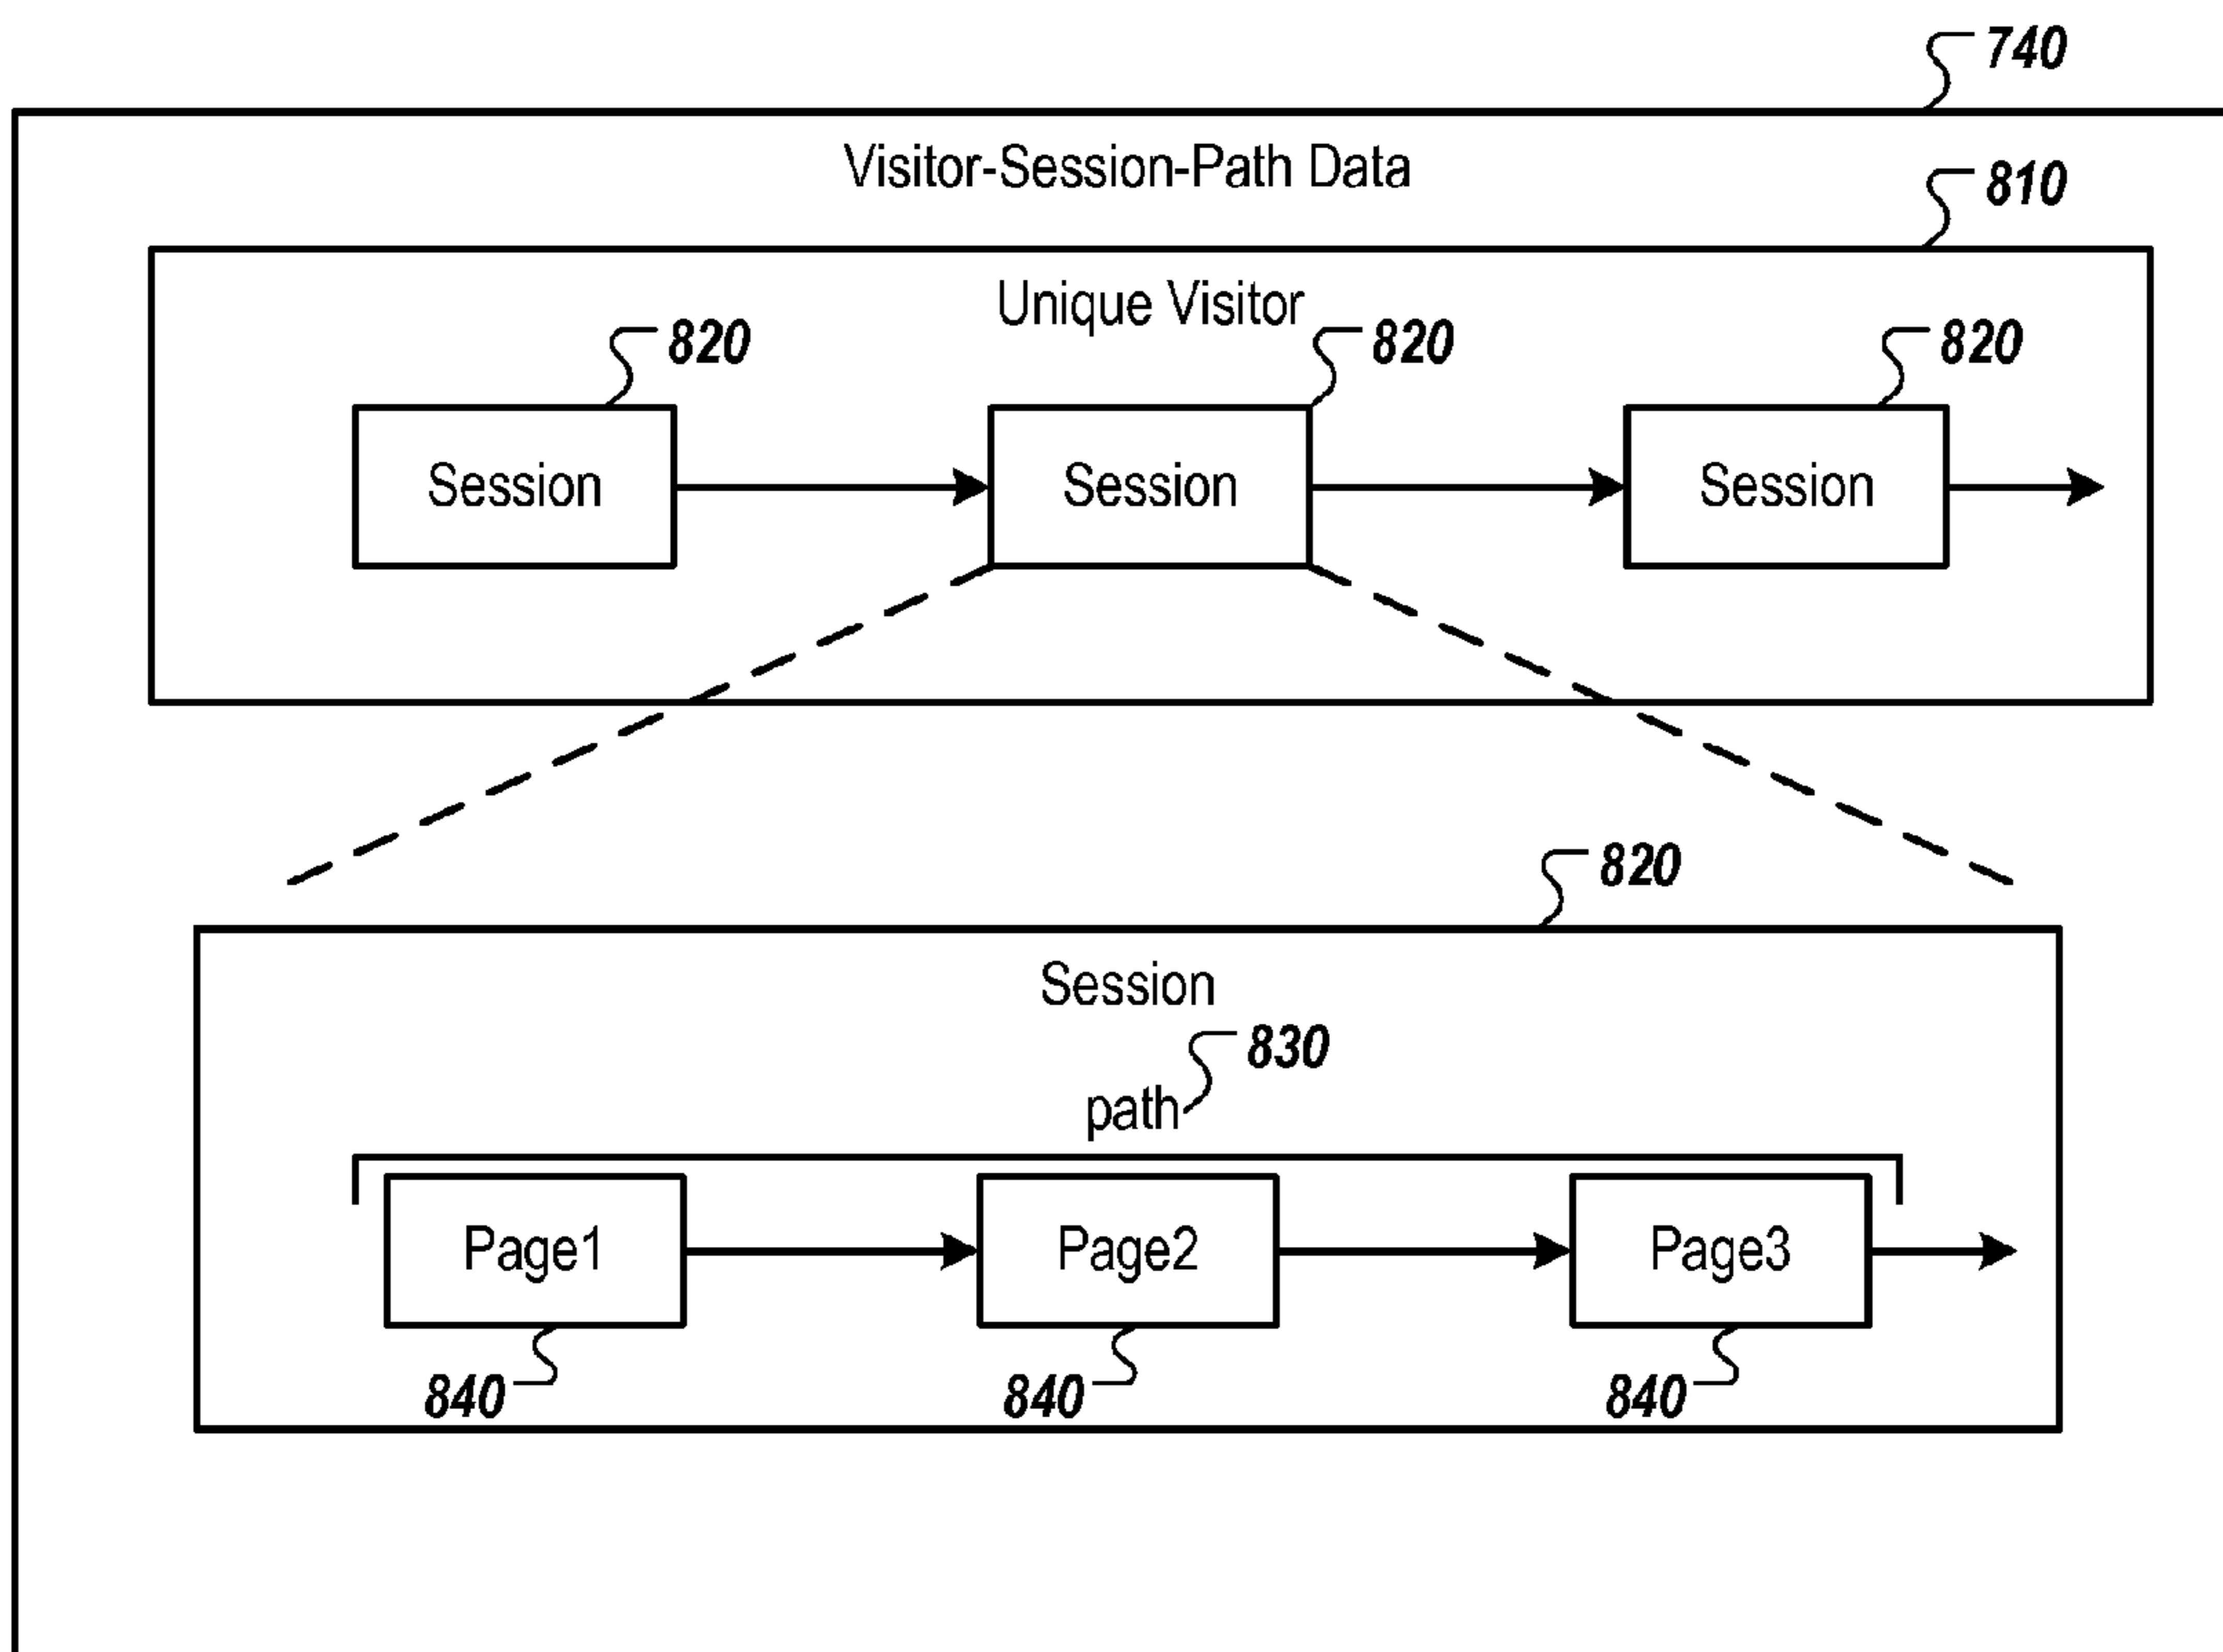 740
Visitor-Session-Path Data
810
Unique Visitor
820 820 820
Session Session Session
820
Session
830
path
Page1 Page2 Page3
840 840 840